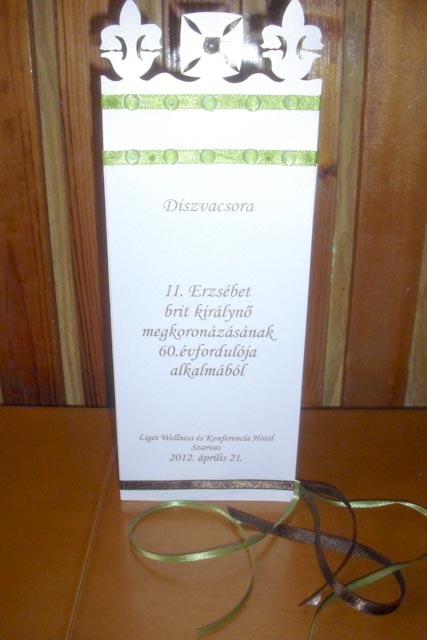 Díszvacsora
II. Erzsébet
brit királynő
megkoronázásának
60.évfordulója
alkalmából
Liget Wellness és Konferencia Hotel
Szarvas
2012. április 21.